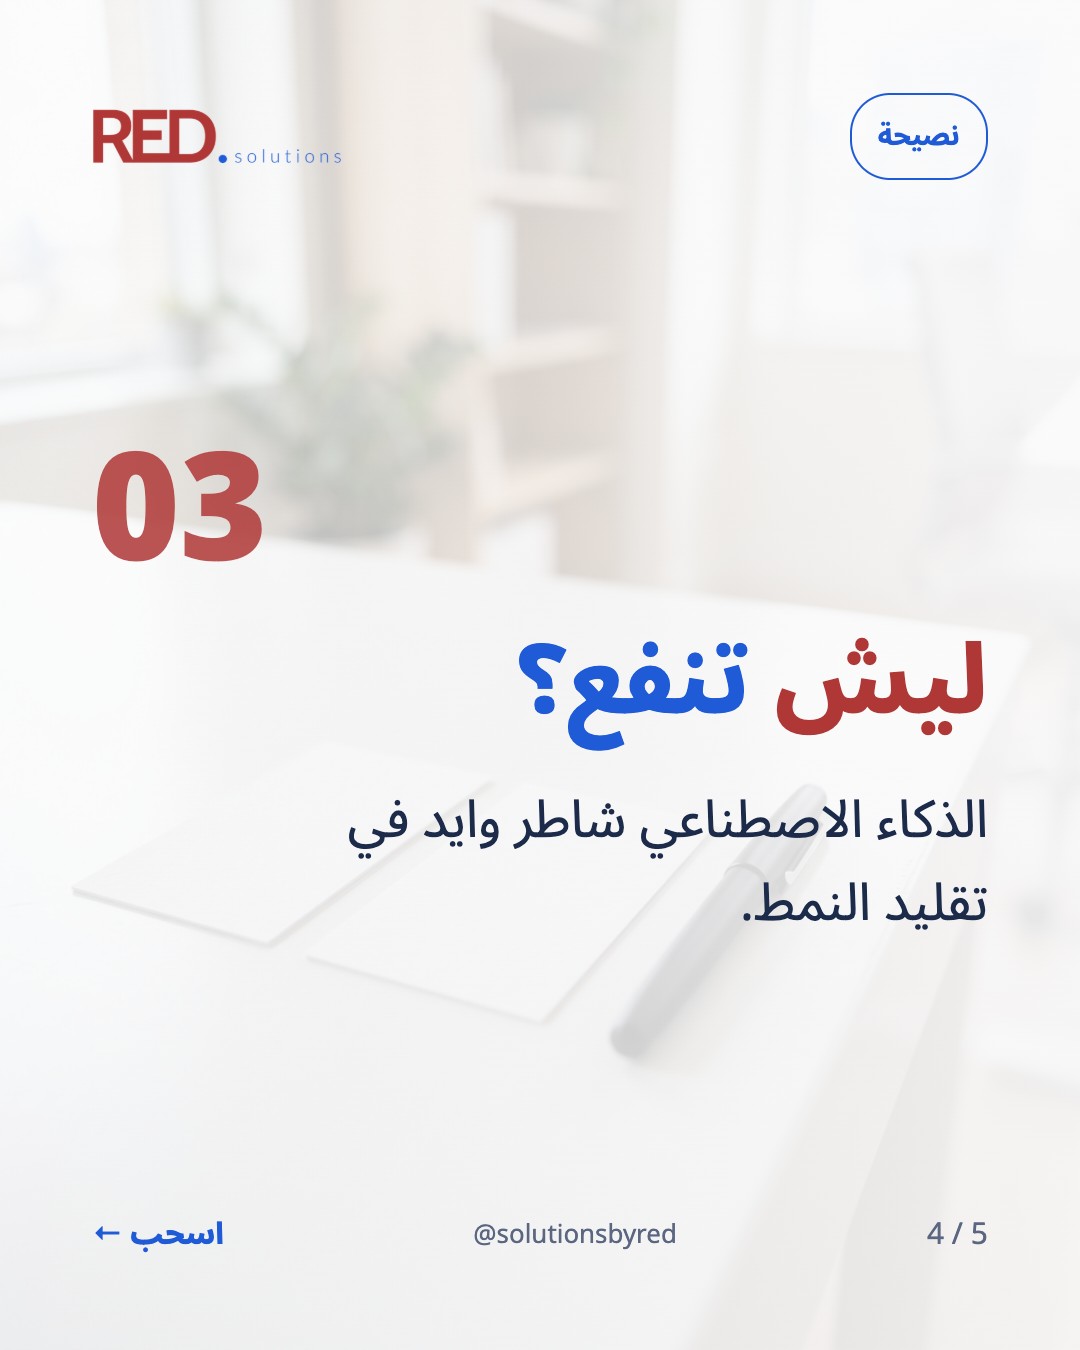 RED.solutions
نصيحة
03
ليش تنفع؟
الذكاء الاصطناعي شاطر وايد في
تقليد النمط.
4 / 5
@solutionsbyred
اسحب ←